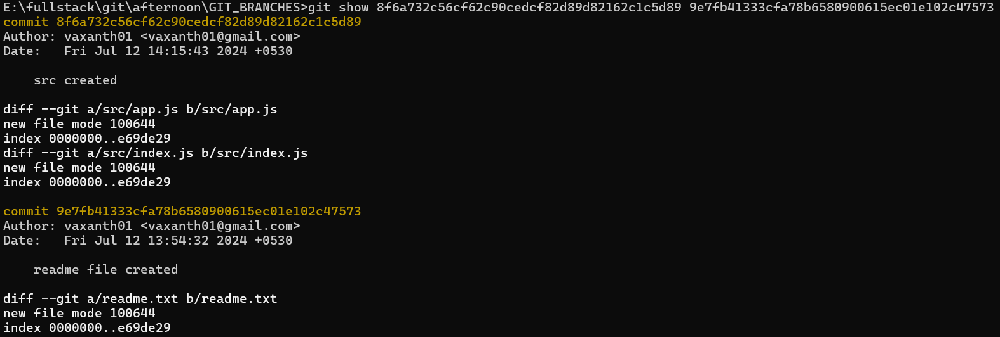 E:\fullstack\git\afternoon\GIT_BRANCHES>git show 8f6a732c56cf62c90cedcf82d89d82162c1c5d89 9e7fb41333cfa78b6580900615ec01e102c47573
commit 8f6a732c56cf62c90cedcf82d89d82162c1c5d89
Author: vaxanth01 <vaxanth01@gmail.com>
Date:   Fri Jul 12 14:15:43 2024 +0530
    src created
diff --git a/src/app.js b/src/app.js
new file mode 100644
index 0000000..e69de29
diff --git a/src/index.js b/src/index.js
new file mode 100644
index 0000000..e69de29
commit 9e7fb41333cfa78b6580900615ec01e102c47573
Author: vaxanth01 <vaxanth01@gmail.com>
Date:   Fri Jul 12 13:54:32 2024 +0530
    readme file created
diff --git a/readme.txt b/readme.txt
new file mode 100644
index 0000000..e69de29